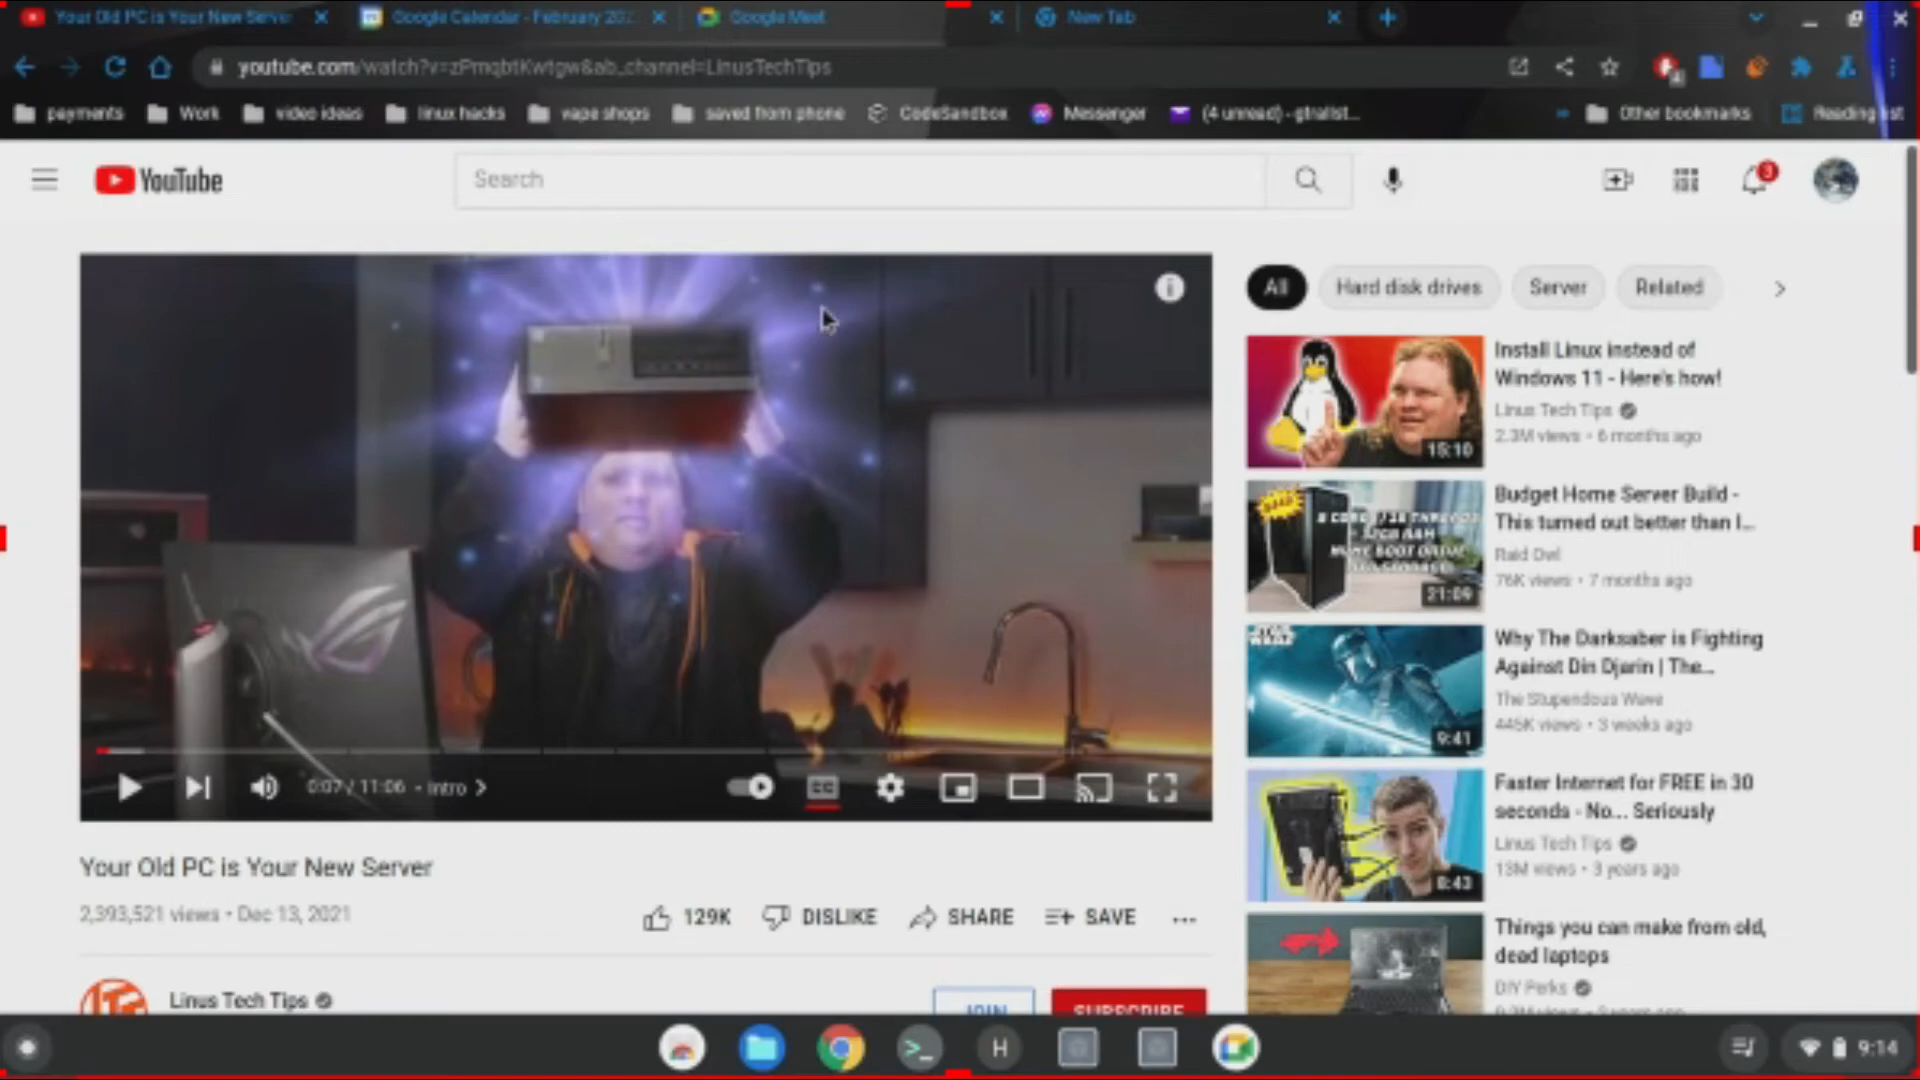 Your Old PC is Your New Server
Google Calendar - February 202
Google Meet
New Tab
youtube.com/watch?v=zPmqbtKwtgw&ab_channel=LinusTechTips
payments
Work
video ideas
linux hacks
vape shops
saved from phone
CodeSandbox
Messenger
(4 unread) - gtrallst...
Other bookmarks
Reading list
YouTube
Search
3
All
Hard disk drives
Server
Related
Install Linux instead of
Windows 11 - Here's how!
Linus Tech Tips
2.3M views • 6 months ago
15:10
Budget Home Server Build -
This turned out better than I...
Raid Owl
76K views • 7 months ago
21:09
STAR WARS
Why The Darksaber is Fighting
Against Din Djarin | The...
The Stupendous Wave
445K views • 3 weeks ago
9:41
0:07 / 11:06 • Intro
CC
Faster Internet for FREE in 30
seconds - No... Seriously
Linus Tech Tips
13M views • 3 years ago
8:43
Your Old PC is Your New Server
2,393,521 views • Dec 13, 2021
129K
DISLIKE
SHARE
SAVE
Things you can make from old,
dead laptops
DIY Perks
Linus Tech Tips
JOIN
SUBSCRIBE
H
9:14